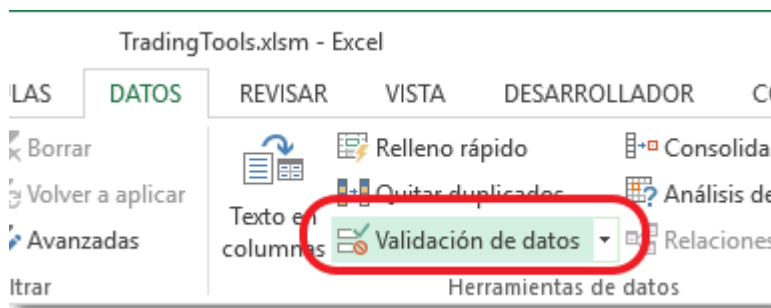 TradingTools.xlsm - Excel
LAS DATOS REVISAR VISTA DESARROLLADOR CO
Borrar Relleno rápido Consolida
Volver a aplicar Texto en Quitar duplicados Análisis de
Avanzadas columnas Validación de datos Relaciones
ltrar Herramientas de datos